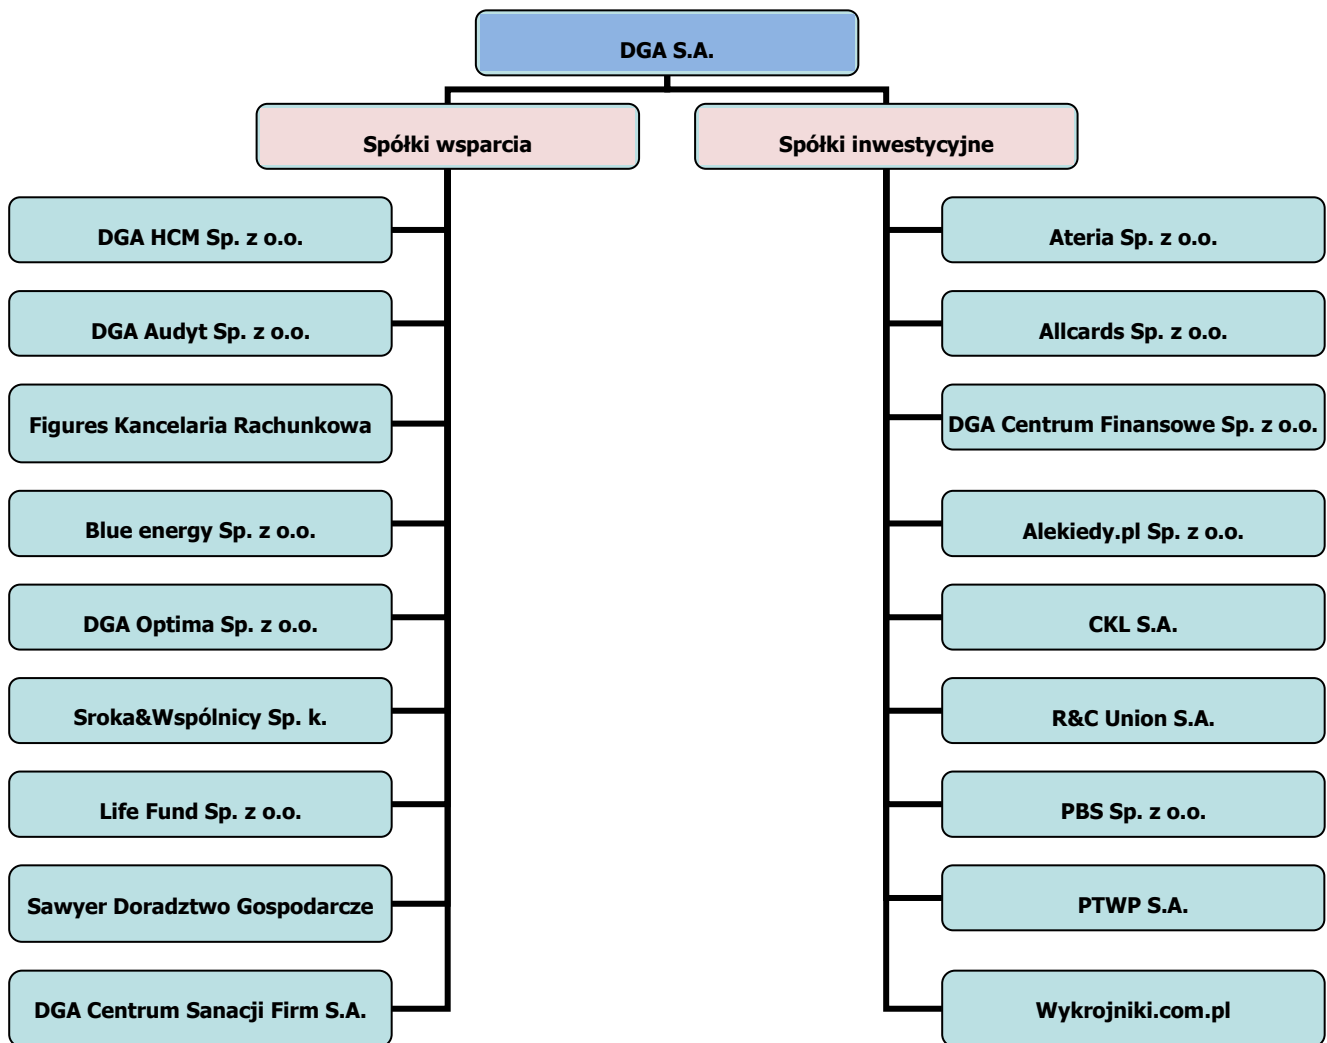 DGA S.A.
Spółki wsparcia
Spółki inwestycyjne
DGA HCM Sp. z o.o.
Ateria Sp. z o.o.
DGA Audyt Sp. z o.o.
Allcards Sp. z o.o.
Figures Kancelaria Rachunkowa
DGA Centrum Finansowe Sp. z o.o.
Blue energy Sp. z o.o.
Alekiedy.pl Sp. z o.o.
DGA Optima Sp. z o.o.
CKL S.A.
Sroka&Wspólnicy Sp. k.
R&C Union S.A.
Life Fund Sp. z o.o.
PBS Sp. z o.o.
Sawyer Doradztwo Gospodarcze
PTWP S.A.
DGA Centrum Sanacji Firm S.A.
Wykrojniki.com.pl